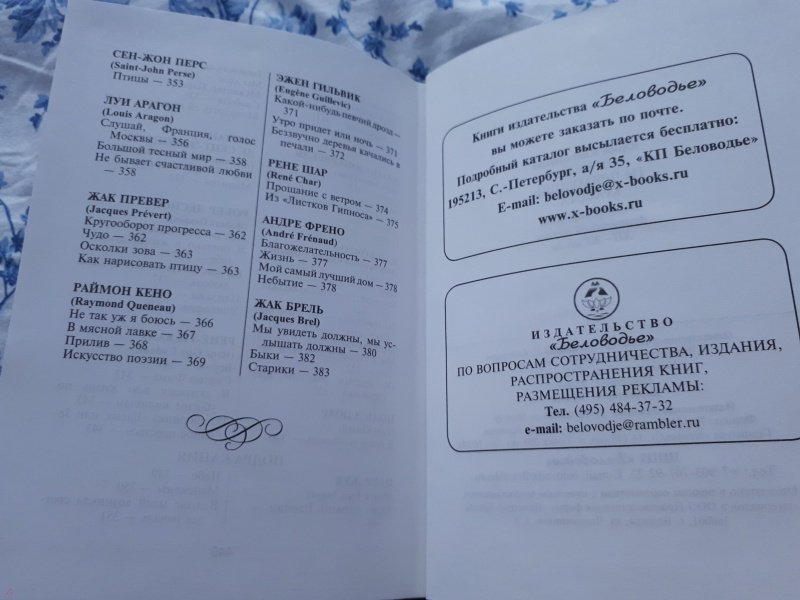 СЕН-ЖОН ПЕРС
(Saint-John Perse)
Птицы — 353
ЛУИ АРАГОН
(Louis Aragon)
Слушай, Франция, голос
Москвы — 356
Большой тесный мир — 358
Не бывает счастливой любви
— 358
ЖАК ПРЕВЕР
(Jacques Prévert)
Кругооборот прогресса — 362
Чудо — 362
Осколки зова — 363
Как нарисовать птицу — 363
РАЙМОН КЕНО
(Raymond Queneau)
Не так уж я боюсь — 366
В мясной лавке — 367
Прилив — 368
Искусство поэзии — 369
ЭЖЕН ГИЛЬВИК
(Eugène Guillevic)
Какой-нибудь певчий дрозд —
371
Утро придет или ночь — 371
Беззвучно деревья качались в
печали — 372
РЕНЕ ШАР
(René Char)
Прощание с ветром — 374
Из «Листков Гипноса» — 375
АНДРЕ ФРЕНО
(André Frénaud)
Благожелательность — 377
Жизнь — 377
Мой самый лучший дом — 378
Небытие — 378
ЖАК БРЕЛЬ
(Jacques Brel)
Мы увидеть должны, мы ус-
лышать должны — 380
Быки — 382
Старики — 383
Книги издательства «Беловодье»
вы можете заказать по почте.
Подробный каталог высылается бесплатно:
195213, С.-Петербург, а/я 35, «КП Беловодье»
E-mail: belovodje@x-books.ru
www.x-books.ru
ИЗДАТЕЛЬСТВО
«Беловодье»
ПО ВОПРОСАМ СОТРУДНИЧЕСТВА, ИЗДАНИЯ,
РАСПРОСТРАНЕНИЯ КНИГ,
РАЗМЕЩЕНИЯ РЕКЛАМЫ:
Тел. (495) 484-37-32
e-mail: belovodje@rambler.ru